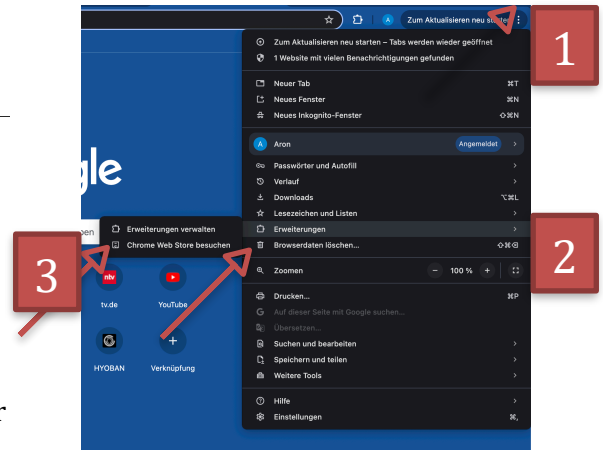 Zum Aktualisieren neu starten
1
Zum Aktualisieren neu starten – Tabs werden wieder geöffnet
1 Website mit vielen Benachrichtigungen gefunden
Neuer Tab ⌘T
Neues Fenster ⌘N
Neues Inkognito-Fenster ⇧⌘N
A Aron Angemeldet
Passwörter und Autofill
Verlauf
Downloads ⌥⌘L
Lesezeichen und Listen
Erweiterungen
Browserdaten löschen... ⇧⌘⌫
2
Zoomen − 100 % +
Drucken... ⌘P
Auf dieser Seite mit Google suchen...
Übersetzen...
Suchen und bearbeiten
Speichern und teilen
Weitere Tools
Hilfe
Einstellungen ⌘,
A
gle
Erweiterungen verwalten
Chrome Web Store besuchen
3
ntv
tv.de YouTube
HYOBAN Verknüpfung
r